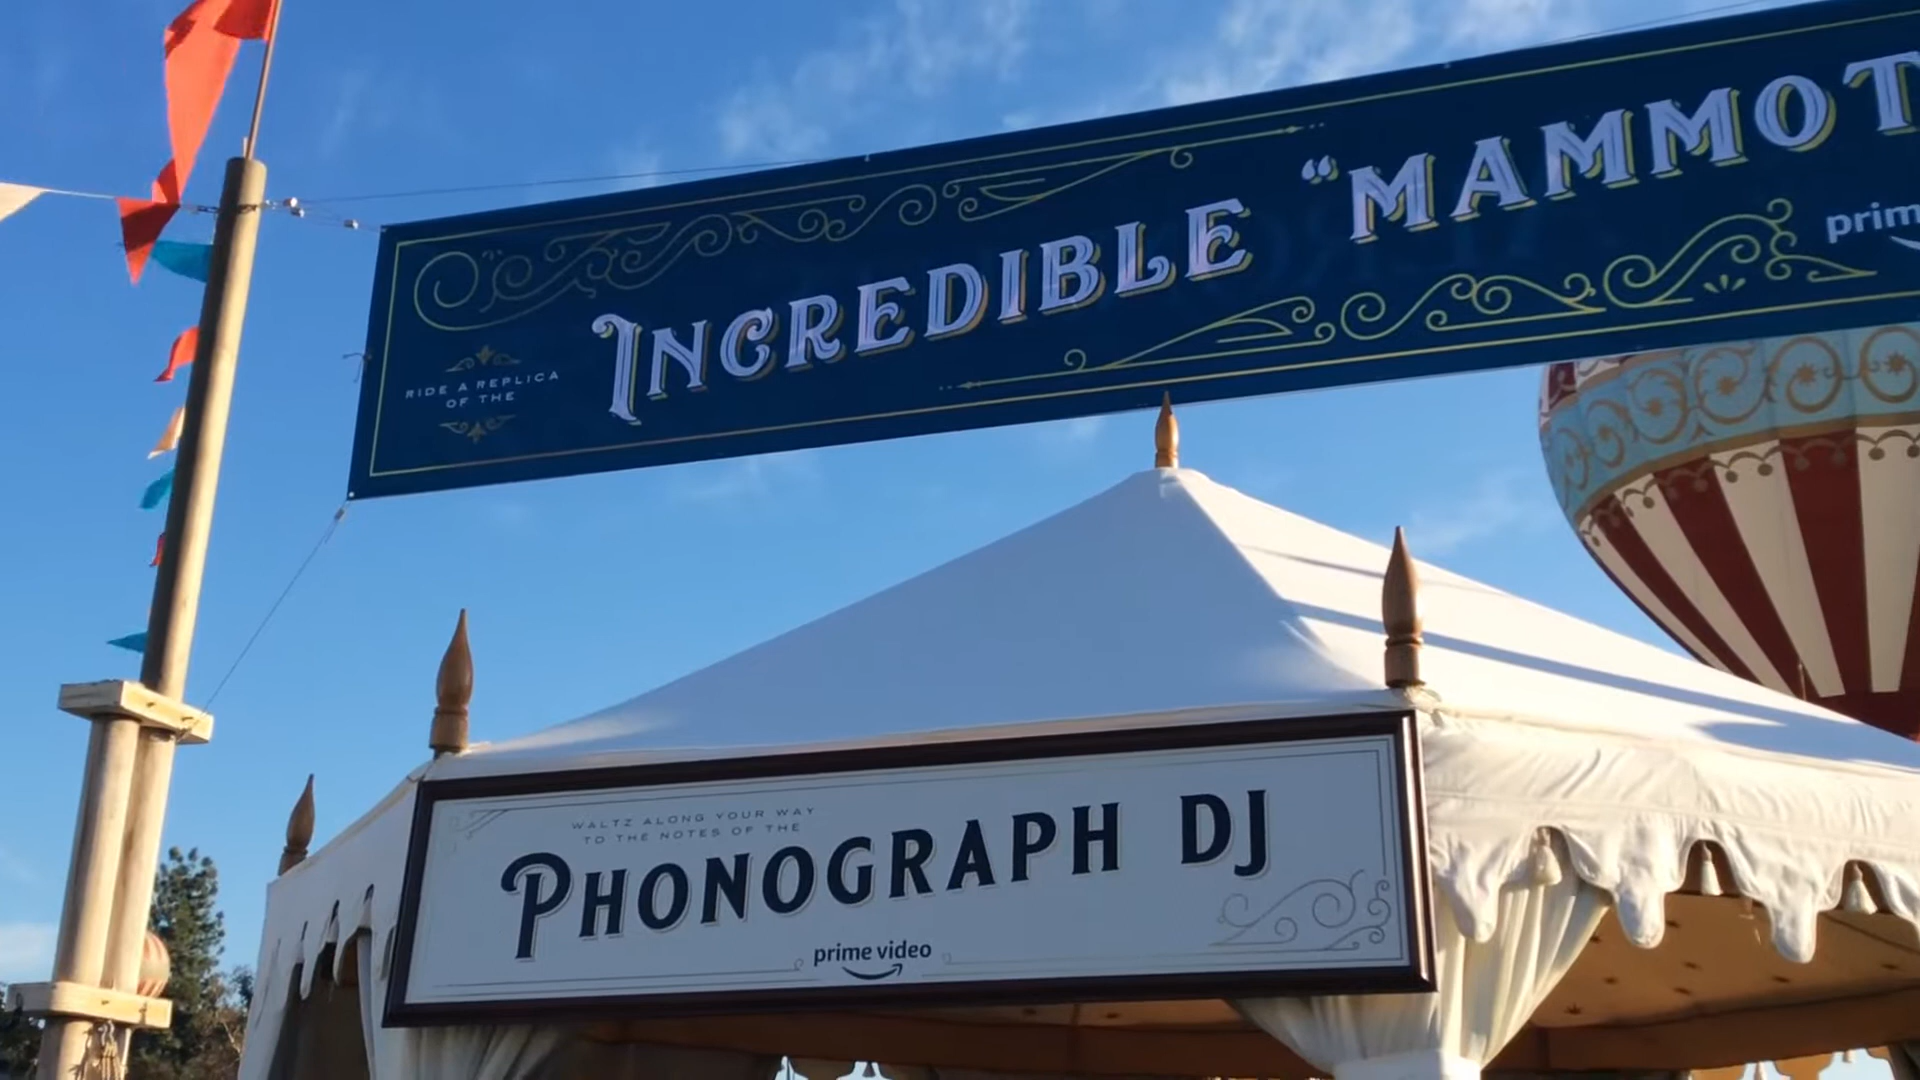 RIDE A REPLICA
OF THE
INCREDIBLE "MAMMOT
prim
WALTZ ALONG YOUR WAY
TO THE NOTES OF THE
PHONOGRAPH DJ
prime video